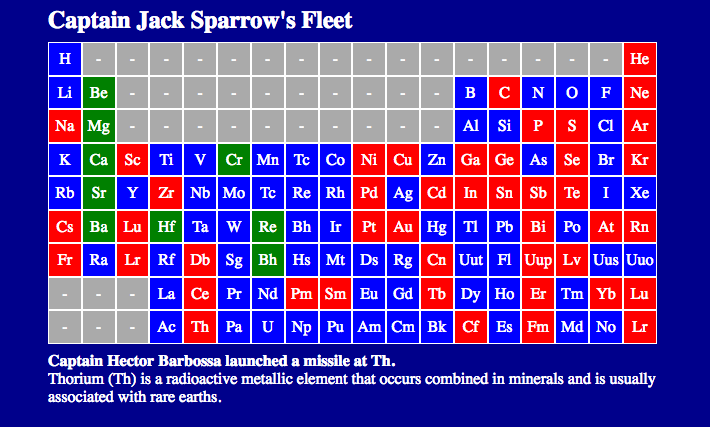 Captain Jack Sparrow's Fleet
H - - - - - - - - - - - - - - - - He
Li Be - - - - - - - - - - B C N O F Ne
Na Mg - - - - - - - - - - Al Si P S Cl Ar
K Ca Sc Ti V Cr Mn Tc Co Ni Cu Zn Ga Ge As Se Br Kr
Rb Sr Y Zr Nb Mo Tc Re Rh Pd Ag Cd In Sn Sb Te I Xe
Cs Ba Lu Hf Ta W Re Bh Ir Pt Au Hg Tl Pb Bi Po At Rn
Fr Ra Lr Rf Db Sg Bh Hs Mt Ds Rg Cn Uut Fl Uup Lv Uus Uuo
- - - La Ce Pr Nd Pm Sm Eu Gd Tb Dy Ho Er Tm Yb Lu
- - - Ac Th Pa U Np Pu Am Cm Bk Cf Es Fm Md No Lr
Captain Hector Barbossa launched a missile at Th.
Thorium (Th) is a radioactive metallic element that occurs combined in minerals and is usually
associated with rare earths.